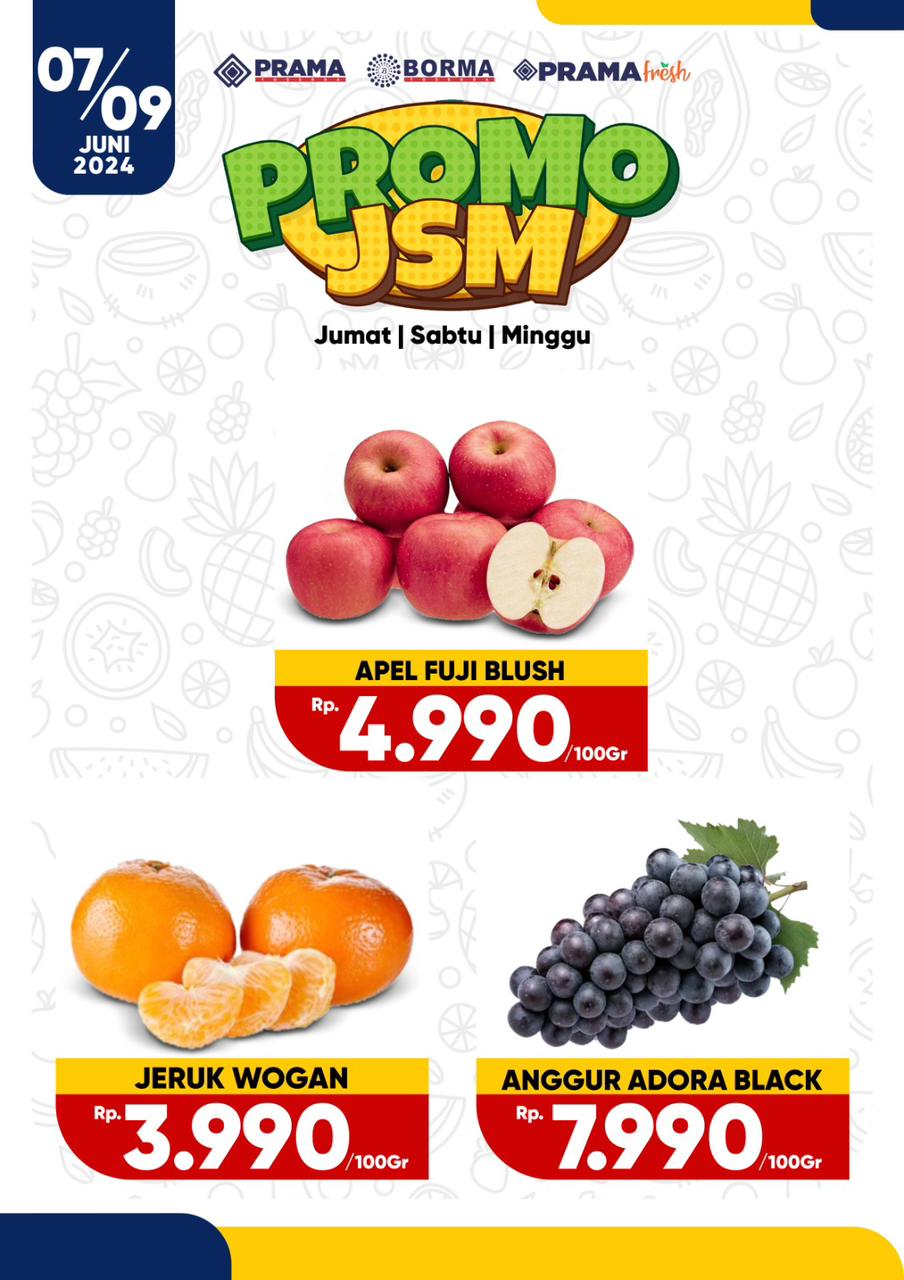 07/09
JUNI
2024
PRAMA
BORMA
PRAMA fresh
PROMO
JSM
Jumat | Sabtu | Minggu
APEL FUJI BLUSH
Rp. 4.990 /100Gr
JERUK WOGAN
Rp. 3.990 /100Gr
ANGGUR ADORA BLACK
Rp. 7.990 /100Gr